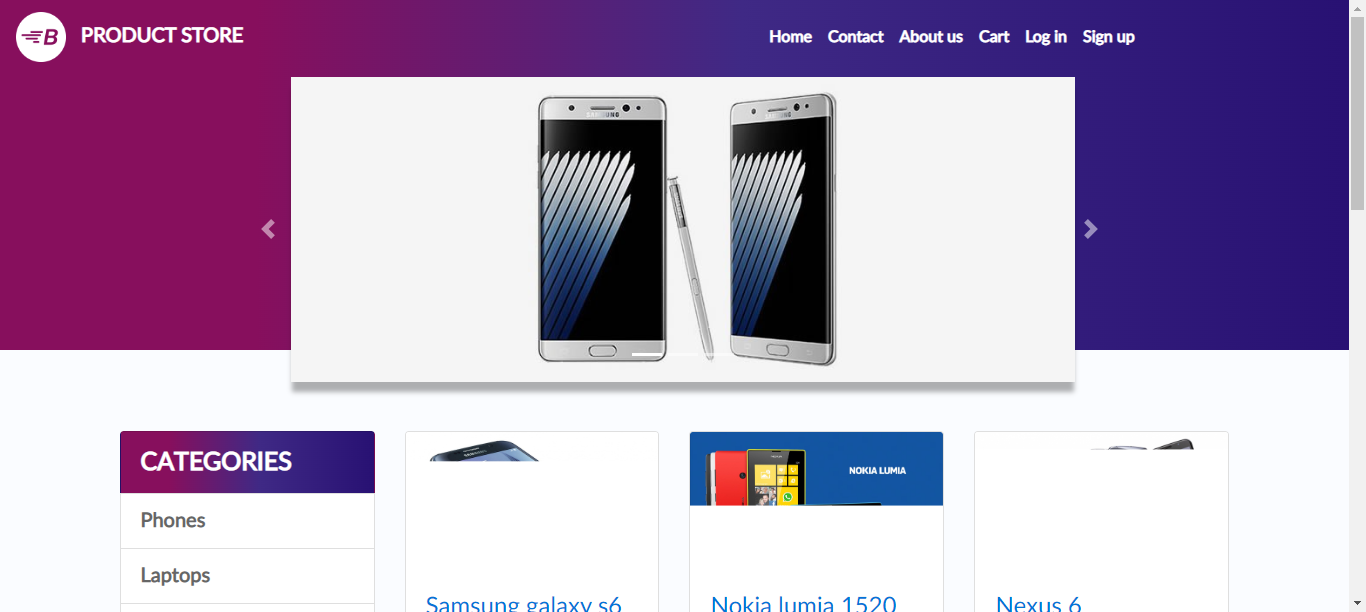 B PRODUCT STORE
Home Contact About us Cart Log in Sign up
SAMSUNG SAMSUNG
CATEGORIES
Phones
Laptops
NOKIA LUMIA
Samsung galaxy s6
Nokia lumia 1520
Nexus 6